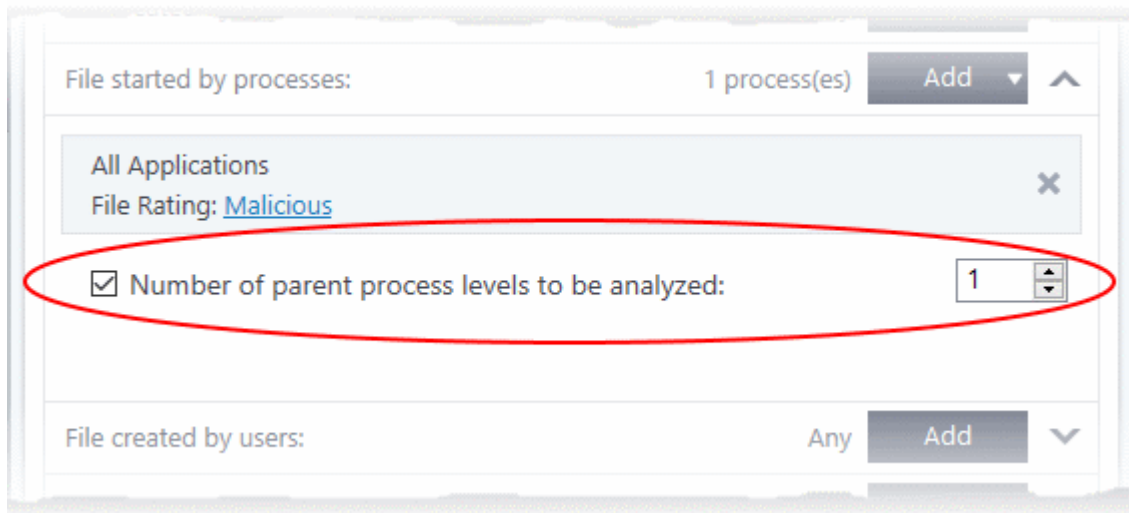 File started by processes: 1 process(es) Add
All Applications
File Rating: Malicious
Number of parent process levels to be analyzed: 1
File created by users: Any Add